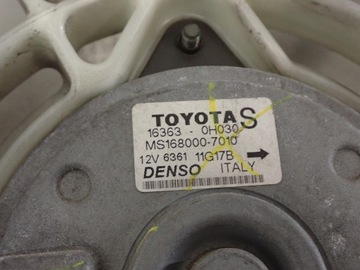 TOYOTA S
16363 - 0H030
MS168000-7010
12V 6361 11G17B
DENSO ITALY